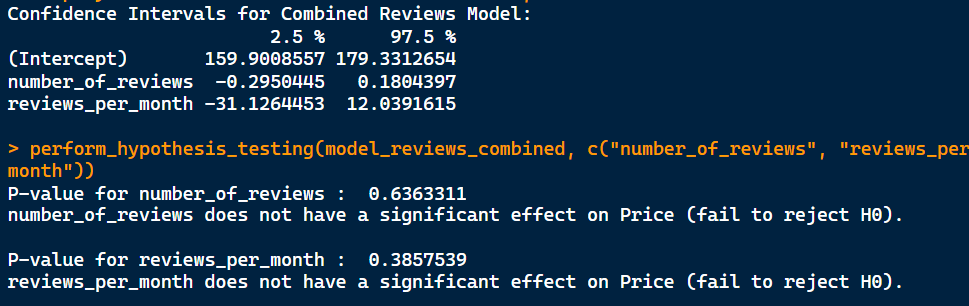 Confidence Intervals for Combined Reviews Model:
2.5 % 97.5 %
(Intercept) 159.9008557 179.3312654
number_of_reviews -0.2950445 0.1804397
reviews_per_month -31.1264453 12.0391615
> perform_hypothesis_testing(model_reviews_combined, c("number_of_reviews", "reviews_per_
month"))
P-value for number_of_reviews : 0.6363311
number_of_reviews does not have a significant effect on Price (fail to reject H0).
P-value for reviews_per_month : 0.3857539
reviews_per_month does not have a significant effect on Price (fail to reject H0).